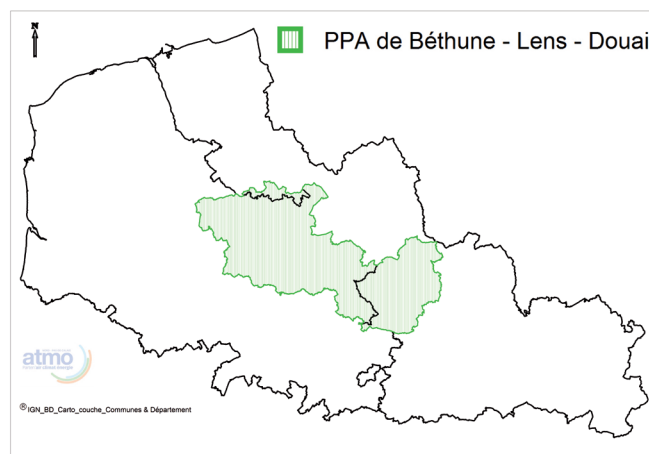 N
PPA de Béthune - Lens - Douai
atmo
® IGN_BD_Carto_couche_Communes & Département